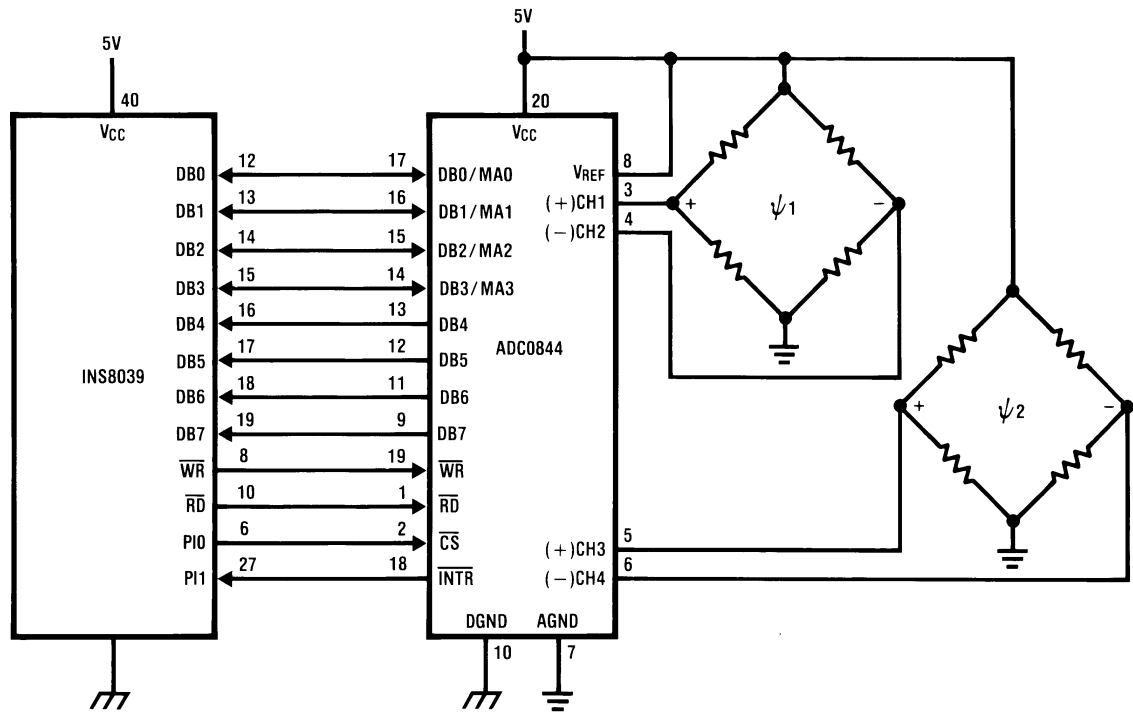 5V
5V
40
20
VCC
VCC
DB0 12 17 DB0/MA0
VREF 8
DB1 13 16 DB1/MA1
(+)CH1 3
+ ψ1 −
(−)CH2 4
DB2 14 15 DB2/MA2
DB3 15 14 DB3/MA3
DB4 16 13 DB4
ADC0844
DB5 17 12 DB5
INS8039
DB6 18 11 DB6
+ ψ2 −
DB7 19 9 DB7
WR 8 19 WR
RD 10 1 RD
PI0 6 2 CS
(+)CH3 5
PI1 27 18 INTR
(−)CH4 6
DGND AGND
10 7